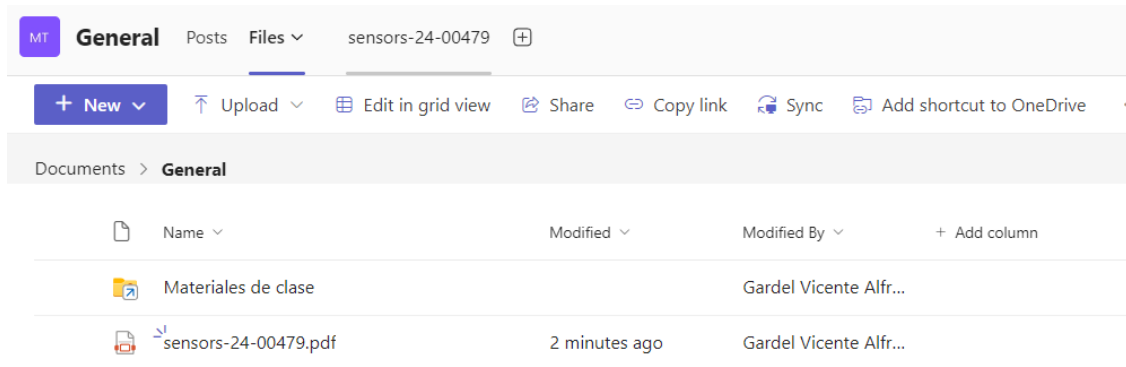 MT General Posts Files sensors-24-00479
+ New Upload Edit in grid view Share Copy link Sync Add shortcut to OneDrive
Documents > General
Name Modified Modified By + Add column
Materiales de clase Gardel Vicente Alfr...
sensors-24-00479.pdf 2 minutes ago Gardel Vicente Alfr...